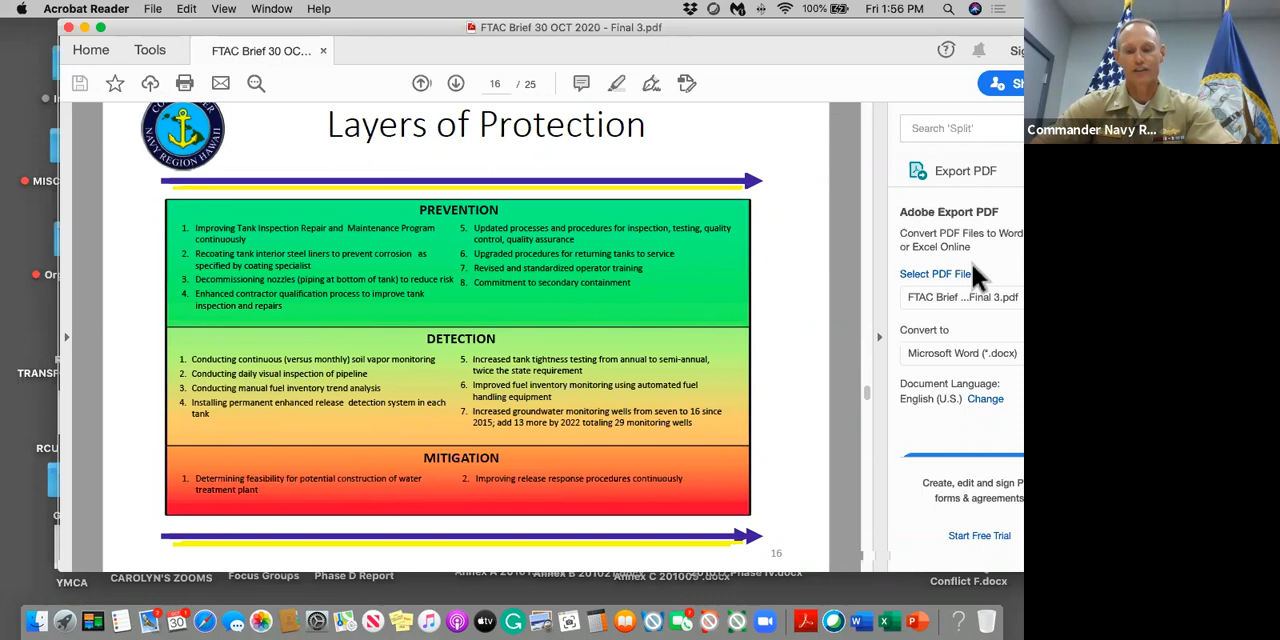 Acrobat Reader File Edit View Window Help 100% Fri 1:56 PM
FTAC Brief 30 OCT 2020 - Final 3.pdf
Home Tools FTAC Brief 30 OC... × Sig
16 / 25 Sh
NAVY REGION HAWAII
Layers of Protection
PREVENTION
1. Improving Tank Inspection Repair and Maintenance Program
continuously
2. Recoating tank interior steel liners to prevent corrosion as
specified by coating specialist
3. Decommissioning nozzles (piping at bottom of tank) to reduce risk
4. Enhanced contractor qualification process to improve tank
inspection and repairs
5. Updated processes and procedures for inspection, testing, quality
control, quality assurance
6. Upgraded procedures for returning tanks to service
7. Revised and standardized operator training
8. Commitment to secondary containment
DETECTION
1. Conducting continuous (versus monthly) soil vapor monitoring
2. Conducting daily visual inspection of pipeline
3. Conducting manual fuel inventory trend analysis
4. Installing permanent enhanced release detection system in each
tank
5. Increased tank tightness testing from annual to semi-annual,
twice the state requirement
6. Improved fuel inventory monitoring using automated fuel
handling equipment
7. Increased groundwater monitoring wells from seven to 16 since
2015; add 13 more by 2022 totaling 29 monitoring wells
MITIGATION
1. Determining feasibility for potential construction of water
treatment plant
2. Improving release response procedures continuously
16
Search 'Split'
Export PDF
Adobe Export PDF
Convert PDF Files to Word
or Excel Online
Select PDF File
FTAC Brief ...Final 3.pdf
Convert to
Microsoft Word (*.docx)
Document Language:
English (U.S.) Change
Create, edit and sign P
forms & agreements
Start Free Trial
Commander Navy R...
MISC
Or
TRANSF
RCU
YMCA CAROLYN'S ZOOMS Focus Groups Phase D Report Conflict F.docx